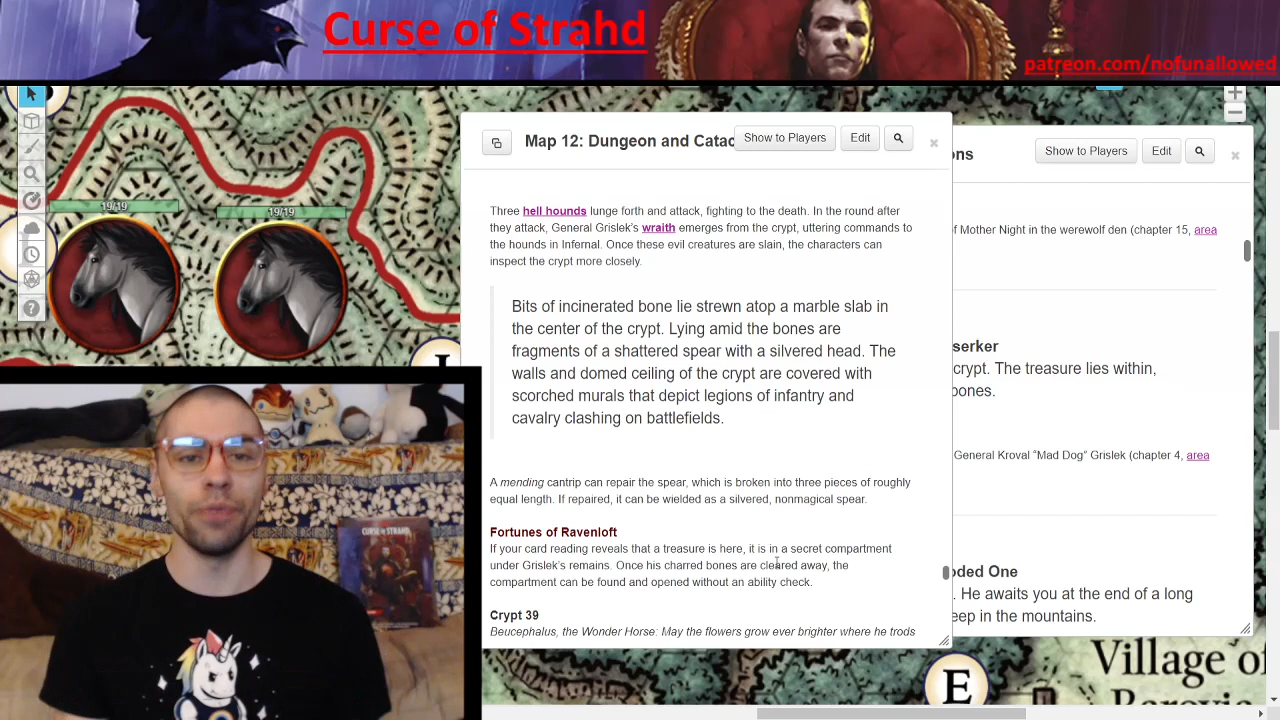 Curse of Strahd
patreon.com/nofunallowed
Map 12: Dungeon and Catac
Show to Players
Edit
ons
Show to Players
Edit
19/19
19/19
Three hell hounds lunge forth and attack, fighting to the death. In the round after
they attack, General Grislek's wraith emerges from the crypt, uttering commands to
the hounds in Infernal. Once these evil creatures are slain, the characters can
inspect the crypt more closely.
Bits of incinerated bone lie strewn atop a marble slab in
the center of the crypt. Lying amid the bones are
fragments of a shattered spear with a silvered head. The
walls and domed ceiling of the crypt are covered with
scorched murals that depict legions of infantry and
cavalry clashing on battlefields.
A mending cantrip can repair the spear, which is broken into three pieces of roughly
equal length. If repaired, it can be wielded as a silvered, nonmagical spear.
Fortunes of Ravenloft
If your card reading reveals that a treasure is here, it is in a secret compartment
under Grislek's remains. Once his charred bones are cleared away, the
compartment can be found and opened without an ability check.
Crypt 39
Beucephalus, the Wonder Horse: May the flowers grow ever brighter where he trods
f Mother Night in the werewolf den (chapter 15, area
serker
crypt. The treasure lies within,
bones.
General Kroval “Mad Dog” Grislek (chapter 4, area
oded One
. He awaits you at the end of a long
eep in the mountains.
CURSE OF STRAHD
E
Village of
Barovia